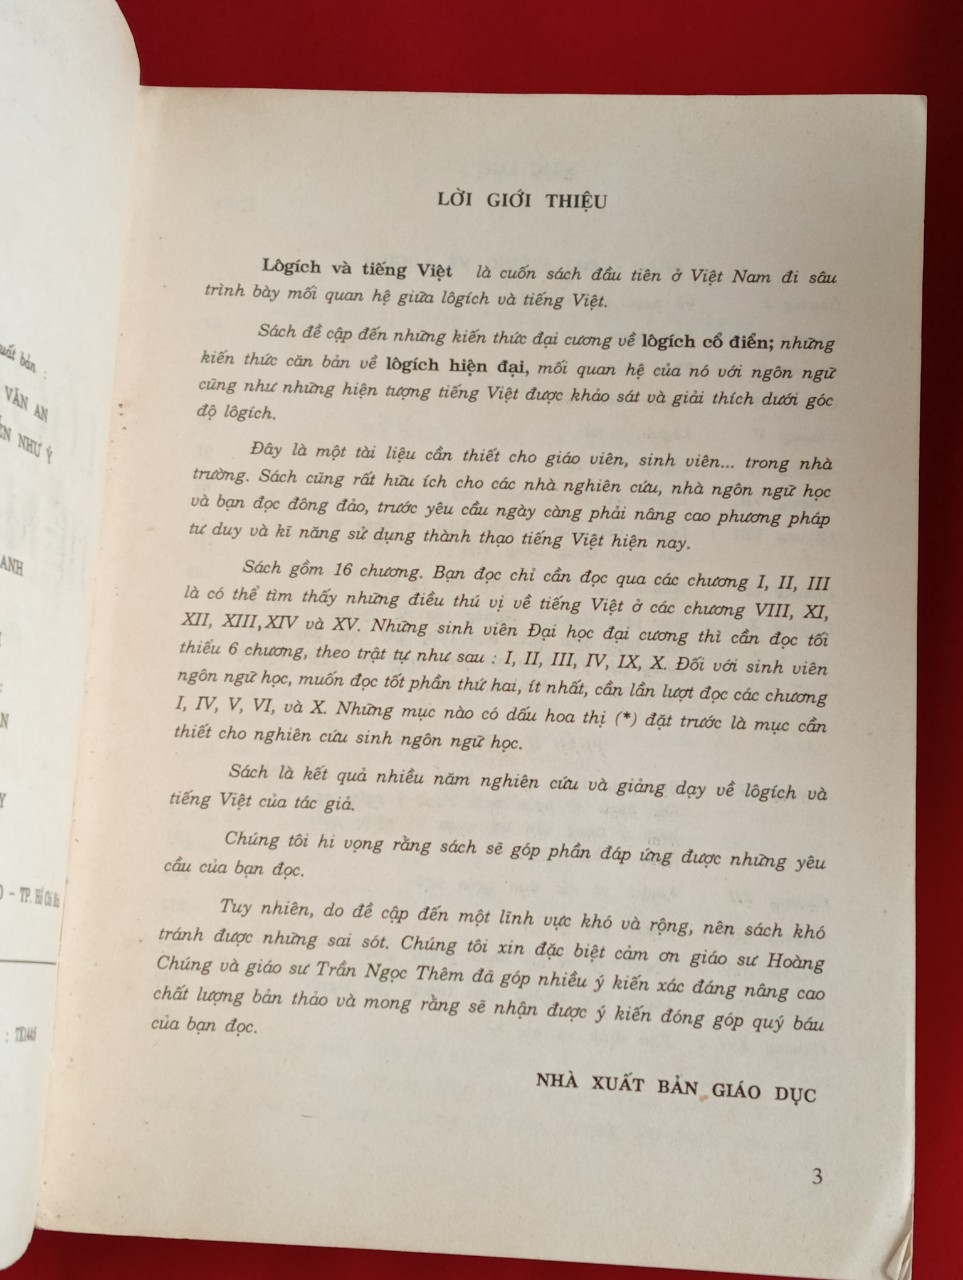 uất bản :
VĂN AN
NHƯ Ý
ANH
N
Y
- TP. Hồ Chí
LỜI GIỚI THIỆU
Lôgích và tiếng Việt là cuốn sách đầu tiên ở Việt Nam đi sâu
trình bày mối quan hệ giữa lôgích và tiếng Việt.
Sách đề cập đến những kiến thức đại cương về lôgích cổ điển; những
kiến thức căn bản về lôgích hiện đại, mối quan hệ của nó với ngôn ngữ
cũng như những hiện tượng tiếng Việt được khảo sát và giải thích dưới góc
độ lôgích.
Đây là một tài liệu cần thiết cho giáo viên, sinh viên... trong nhà
trường. Sách cũng rất hữu ích cho các nhà nghiên cứu, nhà ngôn ngữ học
và bạn đọc đông đảo, trước yêu cầu ngày càng phải nâng cao phương pháp
tư duy và kĩ năng sử dụng thành thạo tiếng Việt hiện nay.
Sách gồm 16 chương. Bạn đọc chỉ cần đọc qua các chương I, II, III
là có thể tìm thấy những điều thú vị về tiếng Việt ở các chương VIII, XI,
XII, XIII, XIV và XV. Những sinh viên Đại học đại cương thì cần đọc tối
thiểu 6 chương, theo trật tự như sau : I, II, III, IV, IX, X. Đối với sinh viên
ngôn ngữ học, muốn đọc tốt phần thứ hai, ít nhất, cần lần lượt đọc các chương
I, IV, V, VI, và X. Những mục nào có dấu hoa thị (*) đặt trước là mục cần
thiết cho nghiên cứu sinh ngôn ngữ học.
Sách là kết quả nhiều năm nghiên cứu và giảng dạy về lôgích và
tiếng Việt của tác giả.
Chúng tôi hi vọng rằng sách sẽ góp phần đáp ứng được những yêu
cầu của bạn đọc.
Tuy nhiên, do đề cập đến một lĩnh vực khó và rộng, nên sách khó
tránh được những sai sót. Chúng tôi xin đặc biệt cảm ơn giáo sư Hoàng
Chúng và giáo sư Trần Ngọc Thêm đã góp nhiều ý kiến xác đáng nâng cao
chất lượng bản thảo và mong rằng sẽ nhận được ý kiến đóng góp quý báu
của bạn đọc.
NHÀ XUẤT BẢN GIÁO DỤC
3